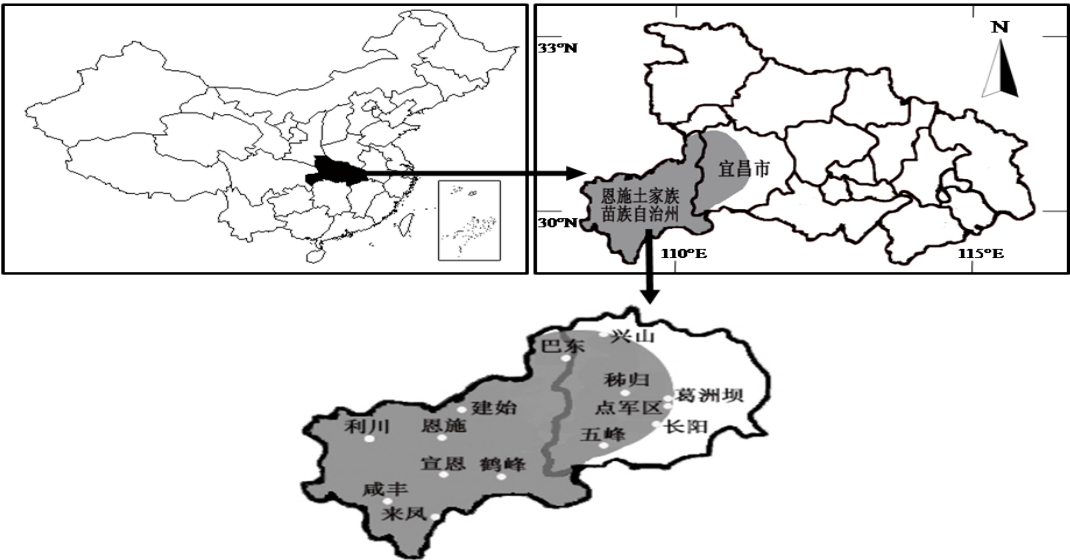 N
33°N
宜昌市
恩施土家族
苗族自治州
30°N
110°E
115°E
兴山
巴东
秭归
葛洲坝
建始
点军区
利川
恩施
长阳
五峰
宣恩
鹤峰
咸丰
来凤